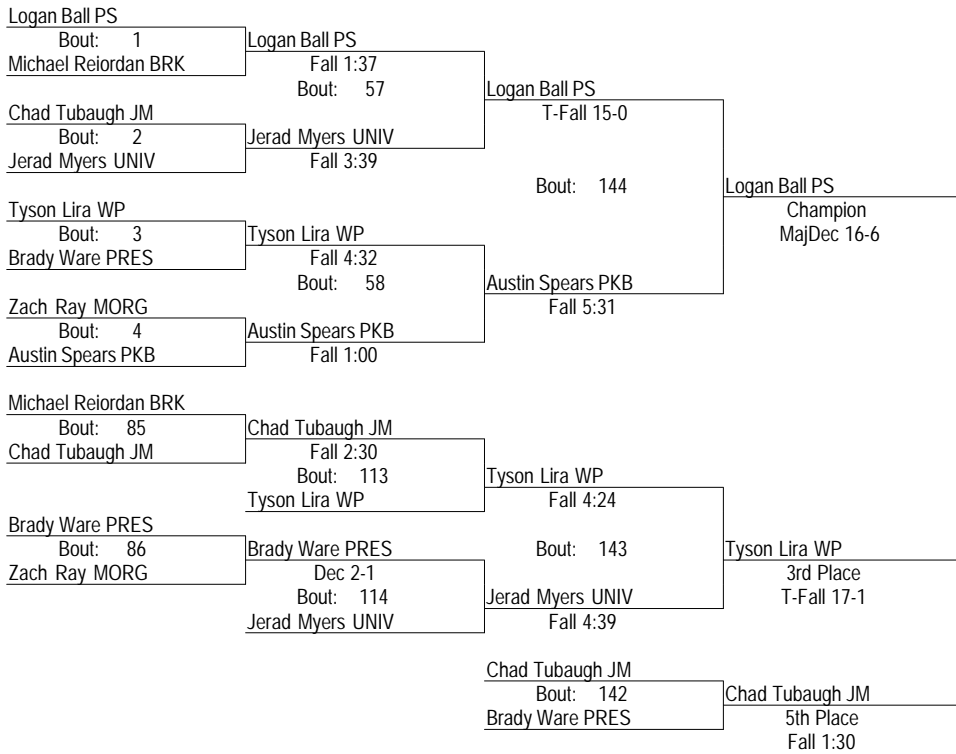 Logan Ball PS
Bout: 1
Logan Ball PS
Michael Reiordan BRK
Fall 1:37
Bout: 57
Logan Ball PS
Chad Tubaugh JM
T-Fall 15-0
Bout: 2
Jerad Myers UNIV
Jerad Myers UNIV
Fall 3:39
Bout: 144
Logan Ball PS
Tyson Lira WP
Champion
Bout: 3
Tyson Lira WP
MajDec 16-6
Brady Ware PRES
Fall 4:32
Bout: 58
Austin Spears PKB
Zach Ray MORG
Fall 5:31
Bout: 4
Austin Spears PKB
Austin Spears PKB
Fall 1:00
Michael Reiordan BRK
Bout: 85
Chad Tubaugh JM
Chad Tubaugh JM
Fall 2:30
Bout: 113
Tyson Lira WP
Tyson Lira WP
Fall 4:24
Brady Ware PRES
Bout: 86
Brady Ware PRES
Bout: 143
Tyson Lira WP
Zach Ray MORG
Dec 2-1
3rd Place
Bout: 114
Jerad Myers UNIV
T-Fall 17-1
Jerad Myers UNIV
Fall 4:39
Chad Tubaugh JM
Bout: 142
Chad Tubaugh JM
Brady Ware PRES
5th Place
Fall 1:30